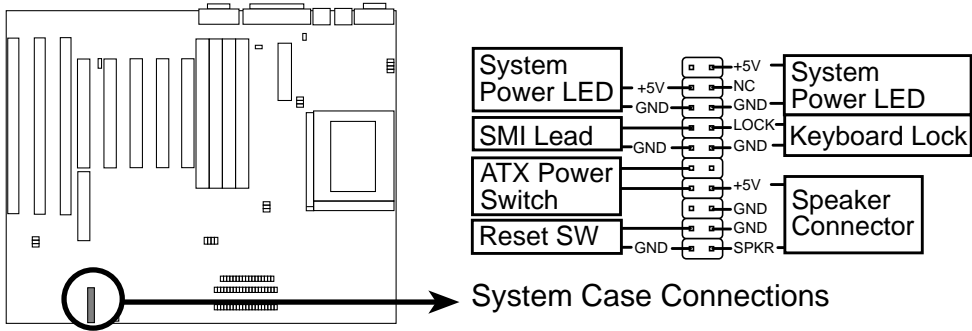 System
Power LED
+5V
GND
SMI Lead
GND
ATX Power
Switch
Reset SW
GND
+5V
NC
GND
LOCK
GND
+5V
GND
GND
SPKR
System
Power LED
Keyboard Lock
Speaker
Connector
System Case Connections